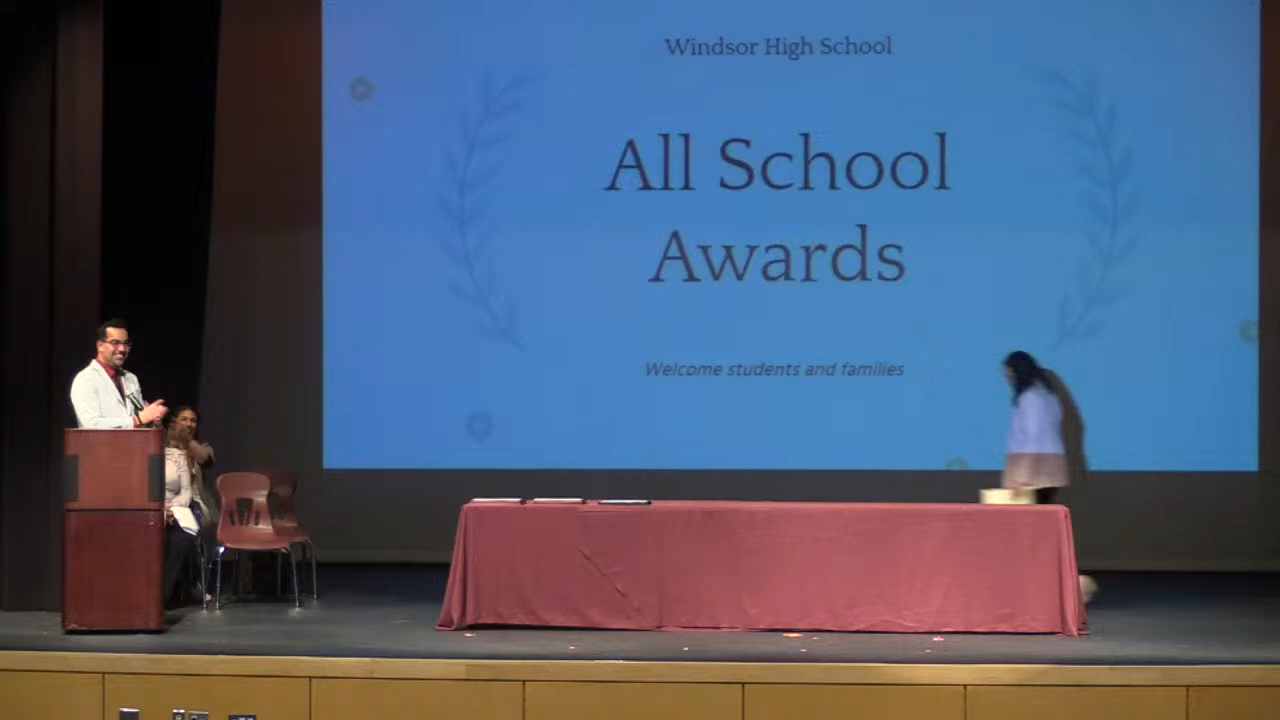 Windsor High School
All School
Awards
Welcome students and families